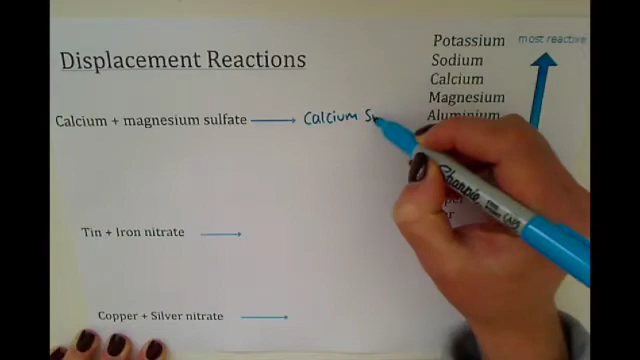 Displacement Reactions
Potassium
most reactive
Sodium
Calcium
Magnesium
Aluminium
Calcium + magnesium sulfate
Calcium
Tin + Iron nitrate
Copper + Silver nitrate
Sharpie